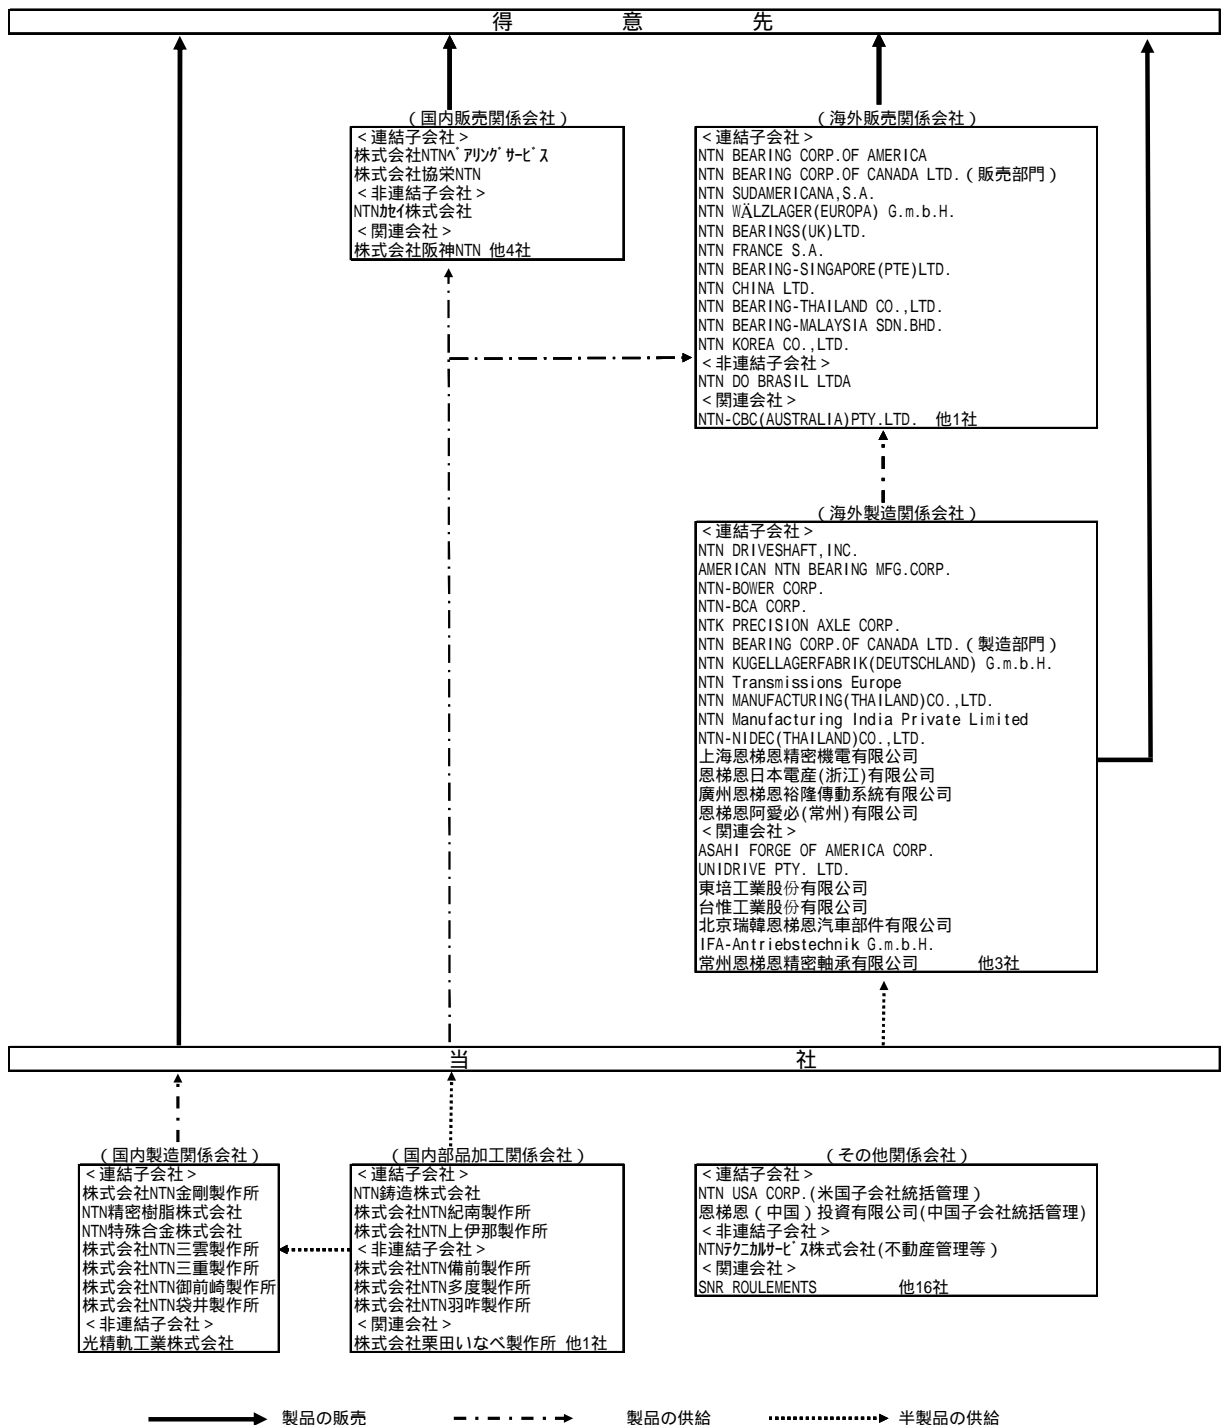 得意先
(国内販売関係会社)
<連結子会社>
株式会社NTNベアリングサービス
株式会社協栄NTN
<非連結子会社>
NTNカセイ株式会社
<関連会社>
株式会社阪神NTN 他4社
(海外販売関係会社)
<連結子会社>
NTN BEARING CORP.OF AMERICA
NTN BEARING CORP.OF CANADA LTD.(販売部門)
NTN SUDAMERICANA,S.A.
NTN WÄLZLAGER(EUROPA) G.m.b.H.
NTN BEARINGS(UK)LTD.
NTN FRANCE S.A.
NTN BEARING-SINGAPORE(PTE)LTD.
NTN CHINA LTD.
NTN BEARING-THAILAND CO.,LTD.
NTN BEARING-MALAYSIA SDN.BHD.
NTN KOREA CO.,LTD.
<非連結子会社>
NTN DO BRASIL LTDA
<関連会社>
NTN-CBC(AUSTRALIA)PTY.LTD. 他1社
(海外製造関係会社)
<連結子会社>
NTN DRIVESHAFT,INC.
AMERICAN NTN BEARING MFG.CORP.
NTN-BOWER CORP.
NTN-BCA CORP.
NTK PRECISION AXLE CORP.
NTN BEARING CORP.OF CANADA LTD.(製造部門)
NTN KUGELLAGERFABRIK(DEUTSCHLAND) G.m.b.H.
NTN Transmissions Europe
NTN MANUFACTURING(THAILAND)CO.,LTD.
NTN Manufacturing India Private Limited
NTN-NIDEC(THAILAND)CO.,LTD.
上海恩梯恩精密機電有限公司
恩梯恩日本電産(浙江)有限公司
廣州恩梯恩裕隆傳動系統有限公司
恩梯恩阿愛必(常州)有限公司
<関連会社>
ASAHI FORGE OF AMERICA CORP.
UNIDRIVE PTY. LTD.
東培工業股份有限公司
台惟工業股份有限公司
北京瑞韓恩梯恩汽車部件有限公司
IFA-Antriebstechnik G.m.b.H.
常州恩梯恩精密軸承有限公司 他3社
当社
(国内製造関係会社)
<連結子会社>
株式会社NTN金剛製作所
NTN精密樹脂株式会社
NTN特殊合金株式会社
株式会社NTN三雲製作所
株式会社NTN三重製作所
株式会社NTN御前崎製作所
株式会社NTN袋井製作所
<非連結子会社>
光精軌工業株式会社
(国内部品加工関係会社)
<連結子会社>
NTN鋳造株式会社
株式会社NTN紀南製作所
株式会社NTN上伊那製作所
<非連結子会社>
株式会社NTN備前製作所
株式会社NTN多度製作所
株式会社NTN羽咋製作所
<関連会社>
株式会社栗田いなべ製作所 他1社
(その他関係会社)
<連結子会社>
NTN USA CORP.(米国子会社統括管理)
恩梯恩(中国)投資有限公司(中国子会社統括管理)
<非連結子会社>
NTNテクニカルサービス株式会社(不動産管理等)
<関連会社>
SNR ROULEMENTS 他16社
製品の販売
製品の供給
半製品の供給